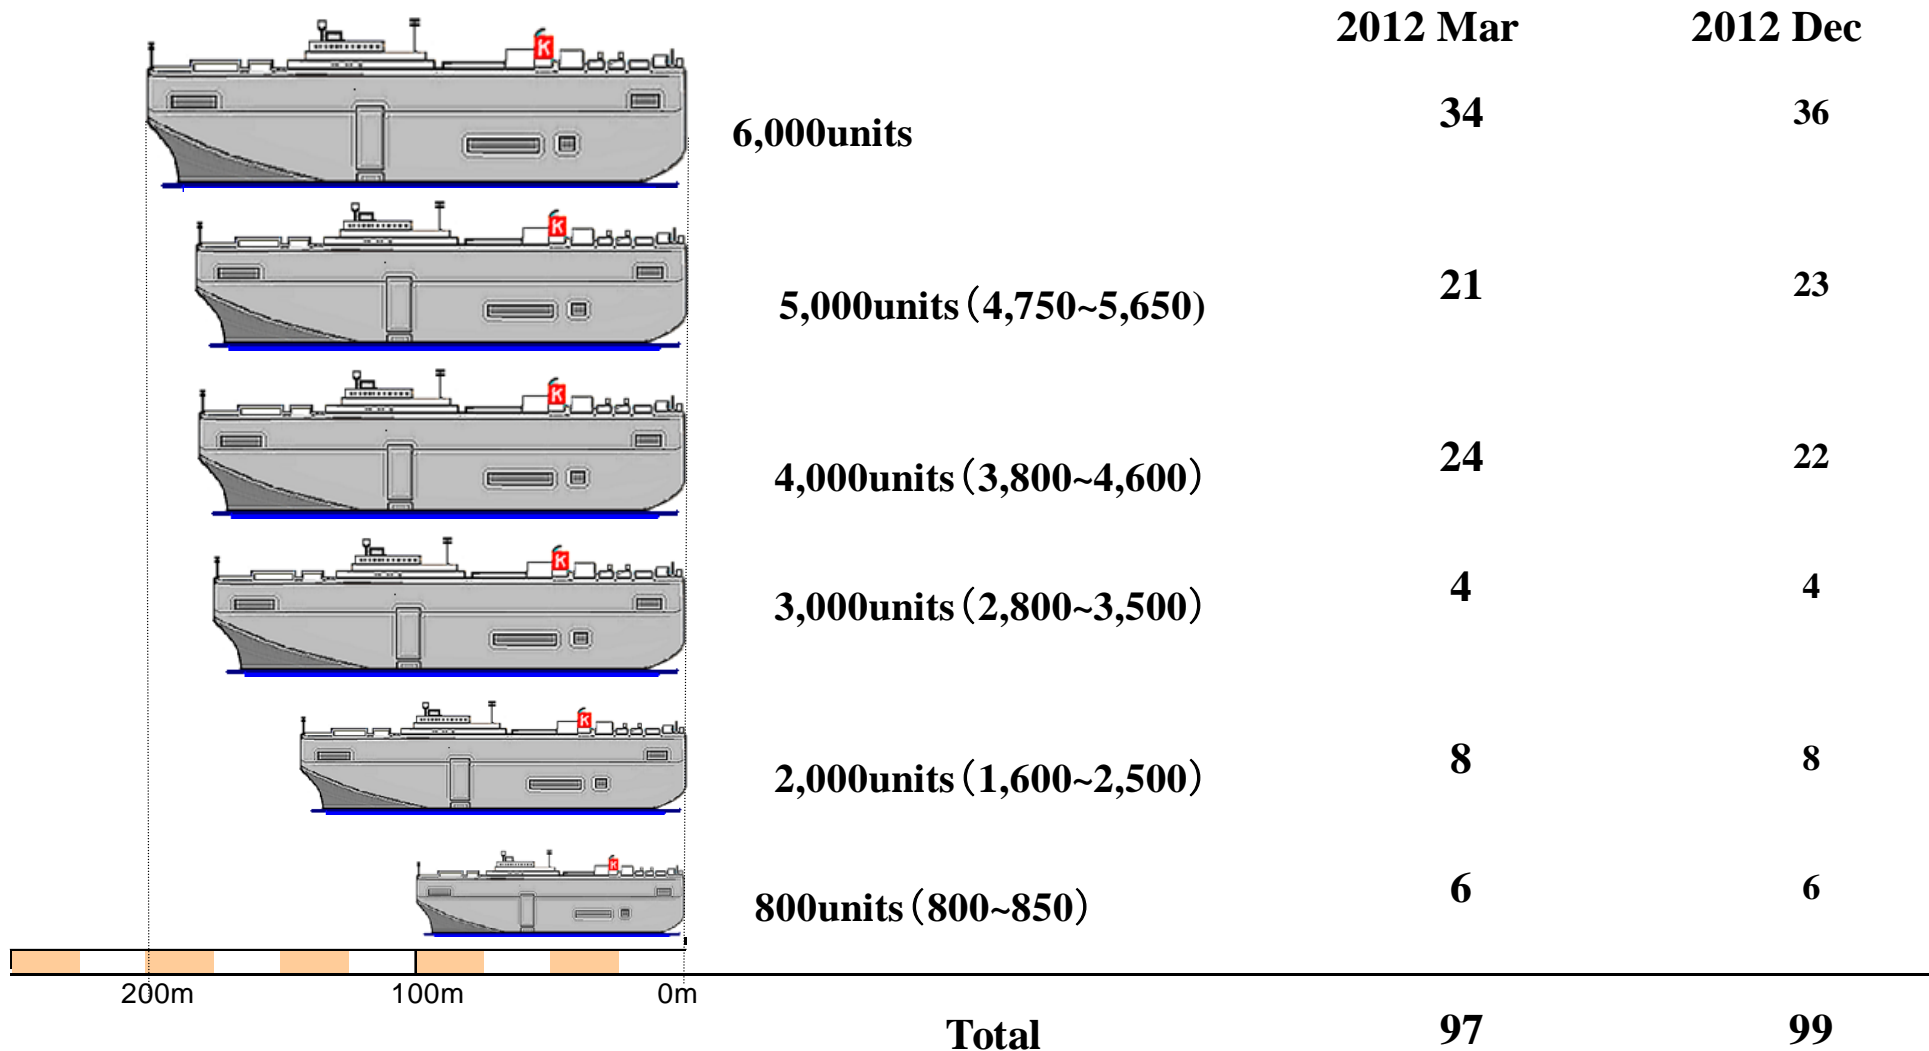 2012 Mar 2012 Dec
K
6,000units 34 36
K
5,000units（4,750~5,650) 21 23
K
4,000units（3,800~4,600） 24 22
K
3,000units（2,800~3,500） 4 4
K
2,000units（1,600~2,500） 8 8
K
800units（800~850） 6 6
200m 100m 0m
Total 97 99